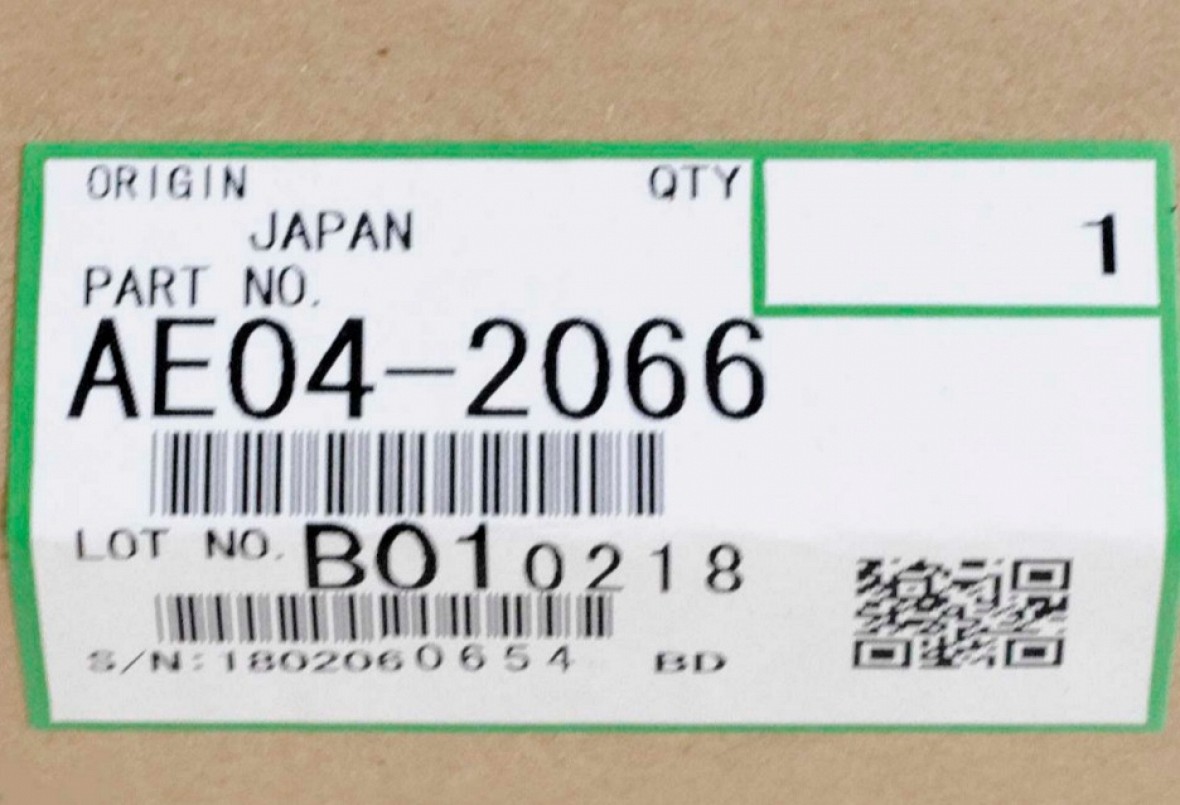 ORIGIN QTY
JAPAN 1
PART NO.
AE04-2066
LOT NO. B010218
S/N:1802060654 BD